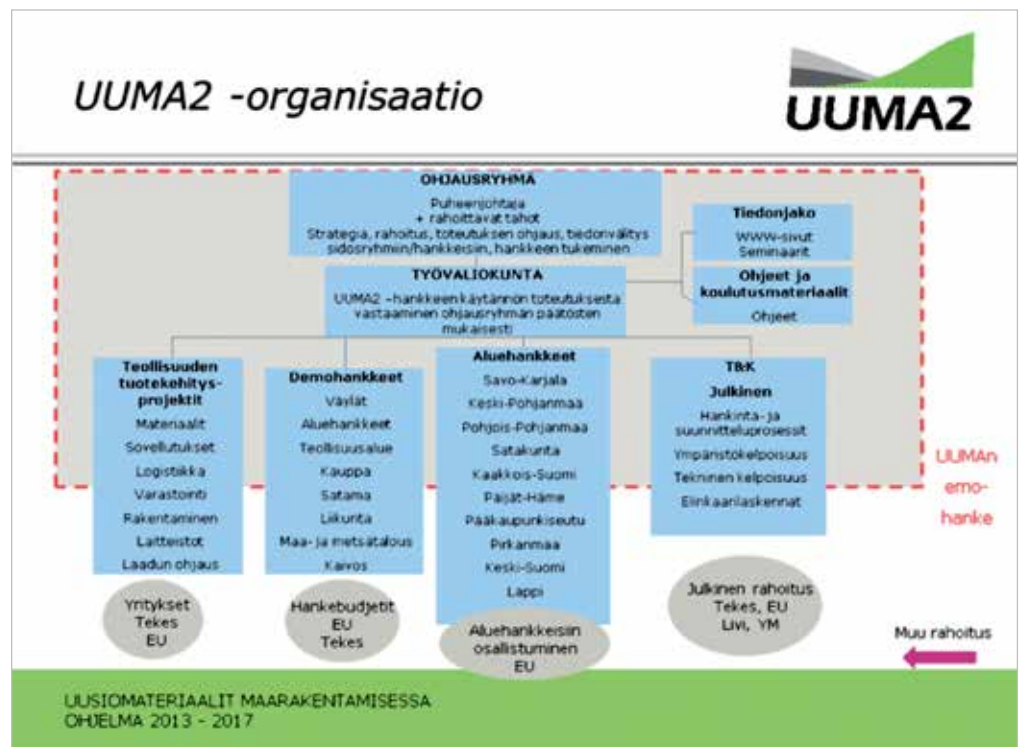 UUMA2 -organisaatio
UUMA2
OHJAUSRYHMÄ
Puheenjohtaja
+ rahoittavat tahot
Strategia, rahoitus, toteutuksen ohjaus, tiedonvälitys
sidosryhmiin/hankkeisiin, hankkeen tukeminen
Tiedonjako
WWW-sivut
Seminaarit
TYÖVALIOKUNTA
UUMA2 -hankkeen käytännön toteutuksesta
vastaaminen ohjausryhmän päätösten
mukaisesti
Ohjeet ja
koulutusmateriaalit
Ohjeet
Teollisuuden
tuotekehitys-
projektit
Materiaalit
Sovellutukset
Logistiikka
Varastointi
Rakentaminen
Laitteistot
Laadun ohjaus
Demohankkeet
Väylät
Aluehankkeet
Teollisuusalue
Kauppa
Satama
Liikunta
Maa- ja metsätalous
Kaivos
Aluehankkeet
Savo-Karjala
Keski-Pohjanmaa
Pohjois-Pohjanmaa
Satakunta
Kaakkois-Suomi
Päijät-Häme
Pääkaupunkiseutu
Pirkanmaa
Keski-Suomi
Lappi
T&K
Julkinen
Hankinta- ja
suunnitteluprosessit
Ympäristökelpoisuus
Tekninen kelpoisuus
Elinkaarilaskennat
UUMAn
emo-
hanke
Yritykset
Tekes
EU
Hankebudjetit
EU
Tekes
Aluehankkeisiin
osallistuminen
EU
Julkinen rahoitus
Tekes, EU
Livi, YM
Muu rahoitus
UUSIOMATERIAALIT MAARAKENTAMISESSA
OHJELMA 2013 - 2017